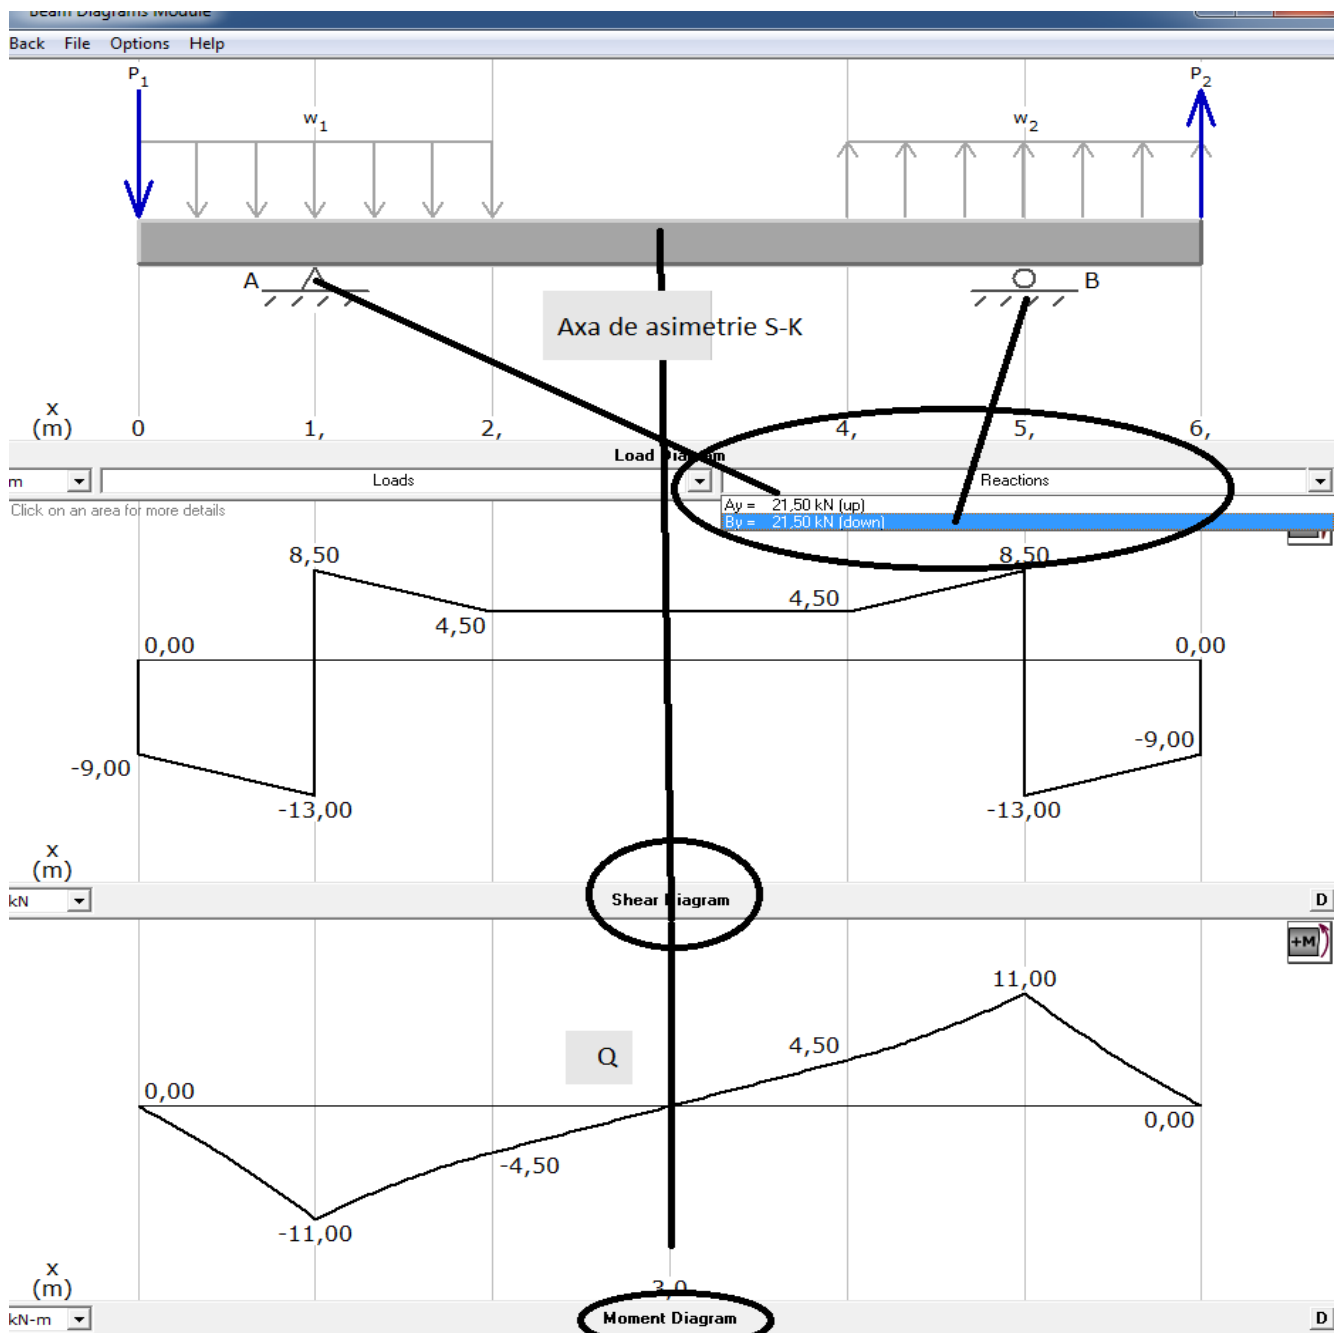 Beam Diagrams Module
Back File Options Help
P1 P2
w1 w2
A B
Axa de asimetrie S-K
x
(m) 0 1, 2, 4, 5, 6,
Load Diagram
m Loads Reactions
Ay = 21,50 kN (up)
By = 21,50 kN (down)
Click on an area for more details
8,50 8,50
4,50 4,50
0,00 0,00
-9,00 -9,00
-13,00 -13,00
x
(m)
kN Shear Diagram D
+M
11,00
Q 4,50
0,00 0,00
-4,50
-11,00
x
(m) 3,0
kN-m Moment Diagram D